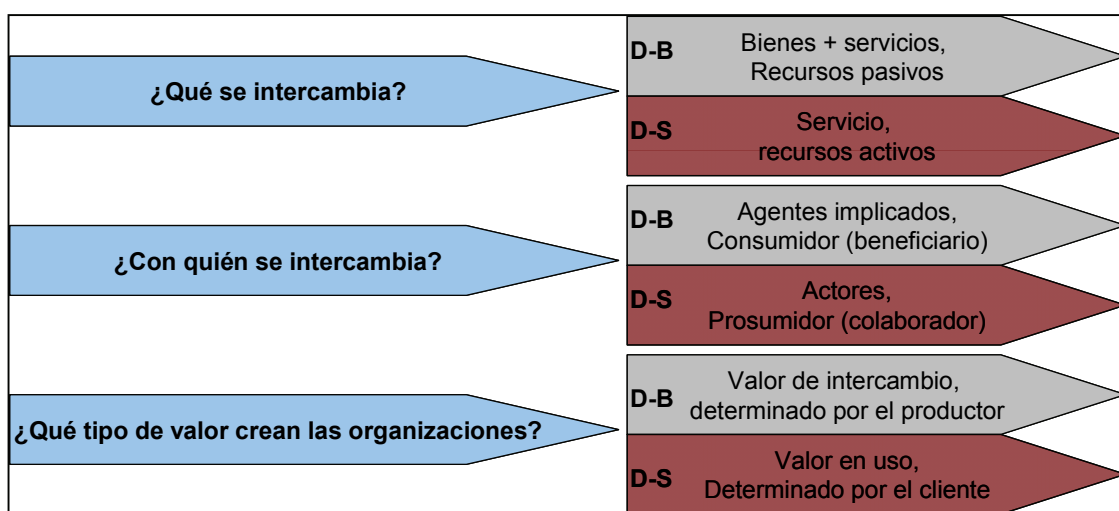 ¿Qué se intercambia?
D-B
Bienes + servicios,
Recursos pasivos
D-S
Servicio,
recursos activos
¿Con quién se intercambia?
D-B
Agentes implicados,
Consumidor (beneficiario)
D-S
Actores,
Prosumidor (colaborador)
¿Qué tipo de valor crean las organizaciones?
D-B
Valor de intercambio,
determinado por el productor
D-S
Valor en uso,
Determinado por el cliente